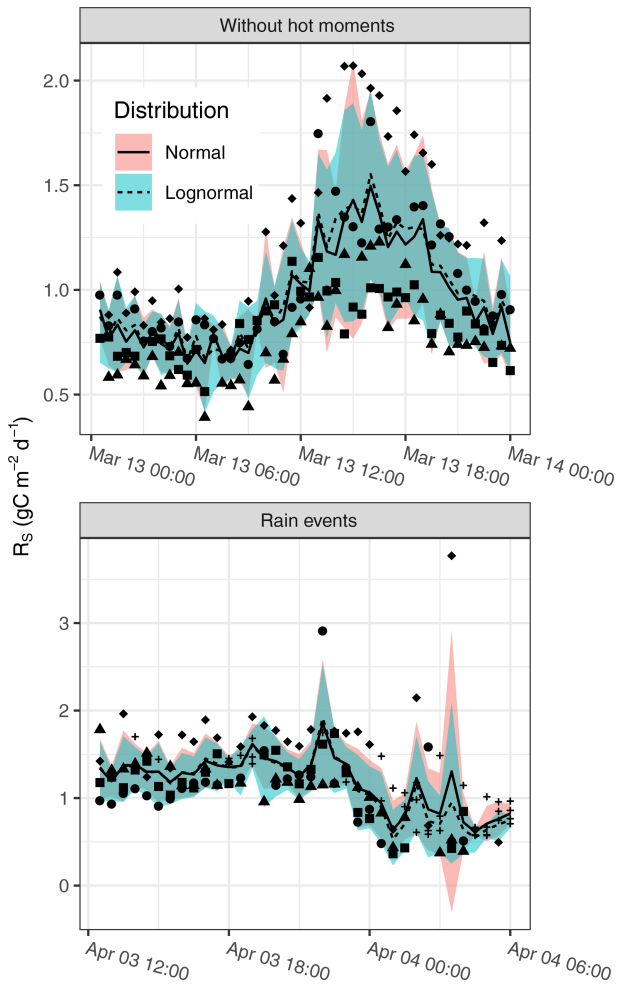 Without hot moments
2.0
1.5
1.0
0.5
Distribution
Normal
Lognormal
Mar 13 00:00
Mar 13 06:00
Mar 13 12:00
Mar 13 18:00
Mar 14 00:00
R_S (gC m⁻² d⁻¹)
Rain events
3
2
1
0
Apr 03 12:00
Apr 03 18:00
Apr 04 00:00
Apr 04 06:00